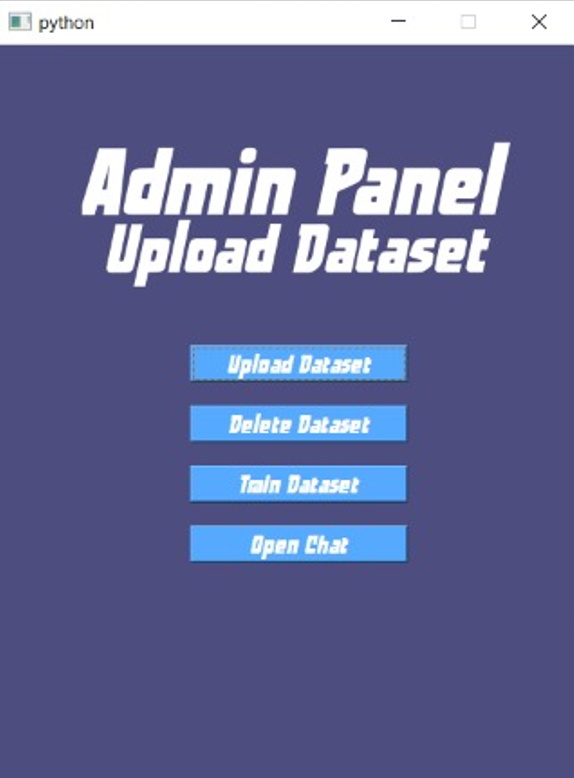 python
Admin Panel
Upload Dataset
Upload Dataset
Delete Dataset
Train Dataset
Open Chat